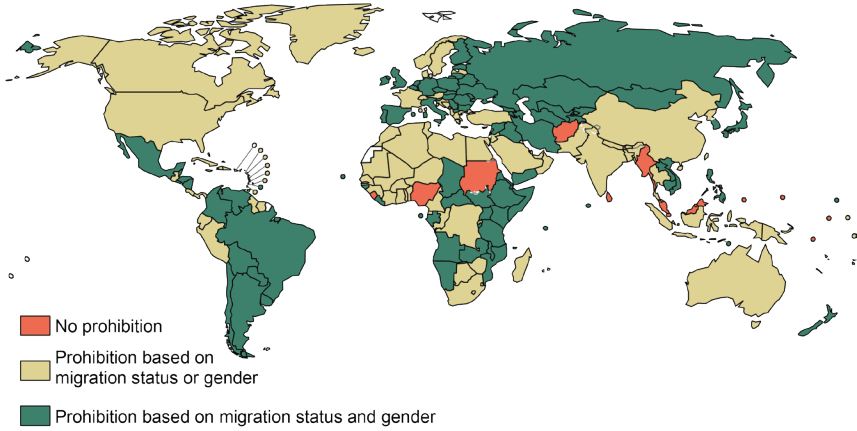 No prohibition
Prohibition based on
migration status or gender
Prohibition based on migration status and gender